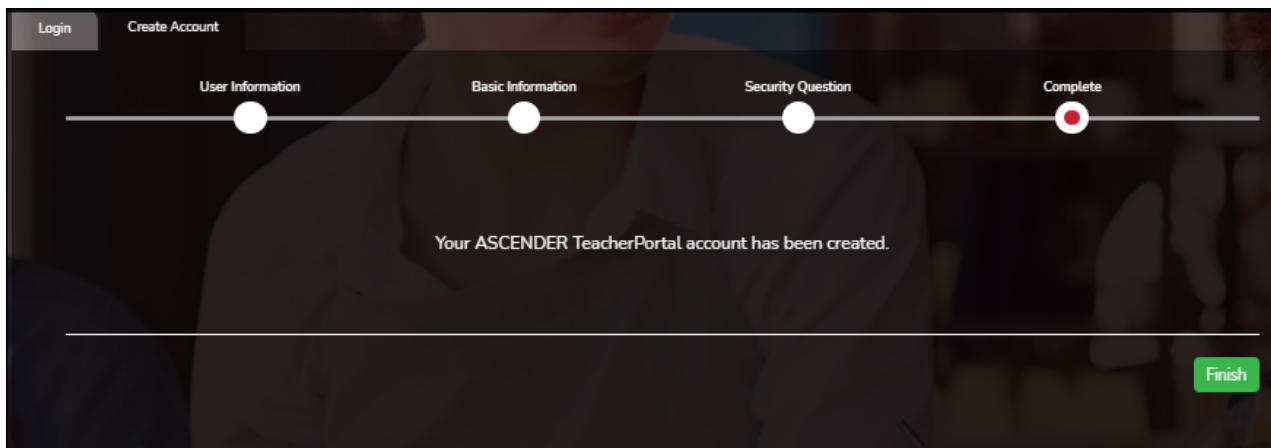 Login
Create Account
User Information
Basic Information
Security Question
Complete
Your ASCENDER TeacherPortal account has been created.
Finish